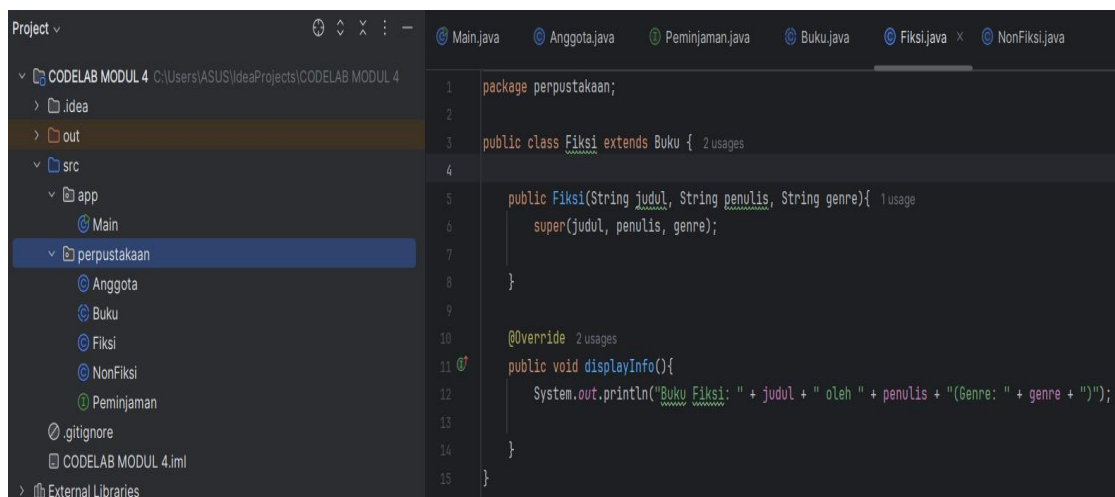 Project
CODELAB MODUL 4 C:\Users\ASUS\IdeaProjects\CODELAB MODUL 4
.idea
out
src
app
Main
perpustakaan
Anggota
Buku
Fiksi
NonFiksi
Peminjaman
.gitignore
CODELAB MODUL 4.iml
External Libraries
Main.java Anggota.java Peminjaman.java Buku.java Fiksi.java NonFiksi.java
1 package perpustakaan;
2
3 public class Fiksi extends Buku { 2 usages
4
5 public Fiksi(String judul, String penulis, String genre){ 1 usage
6 super(judul, penulis, genre);
7
8 }
9
10 @Override 2 usages
11 public void displayInfo(){
12 System.out.println("Buku Fiksi: " + judul + " oleh " + penulis + "(Genre: " + genre + ")");
13
14 }
15 }